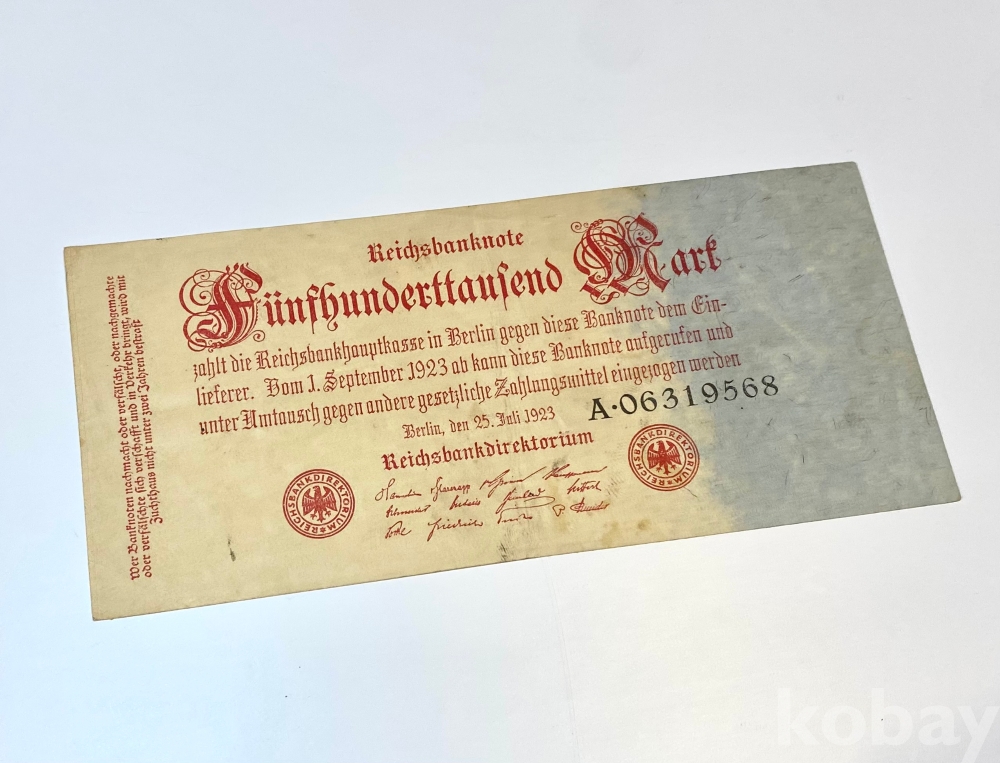 Reichsbanknote
Fünfhunderttausend Mark
zahlt die Reichsbankhauptkasse in Berlin gegen diese Banknote dem Ein-
lieferer. Vom 1. September 1923 ab kann diese Banknote aufgerufen und
unter Umtausch gegen andere gesetzliche Zahlungsmittel eingezogen werden
Berlin, den 25. Juli 1923
A·06319568
Reichsbankdirektorium
REICHSBANKDIREKTORIUM
REICHSBANKDIREKTORIUM
Wer Banknoten nachmacht oder verfälscht, oder nachgemachte
oder verfälschte sich verschafft und in Verkehr bringt, wird mit
Zuchthaus nicht unter zwei Jahren bestraft
kobay